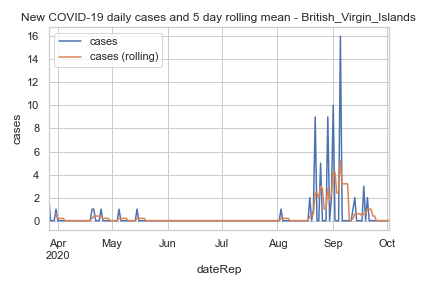 New COVID-19 daily cases and 5 day rolling mean - British_Virgin_Islands
cases
cases (rolling)
16
14
12
10
8
6
4
2
0
cases
Apr May Jun Jul Aug Sep Oct
2020
dateRep